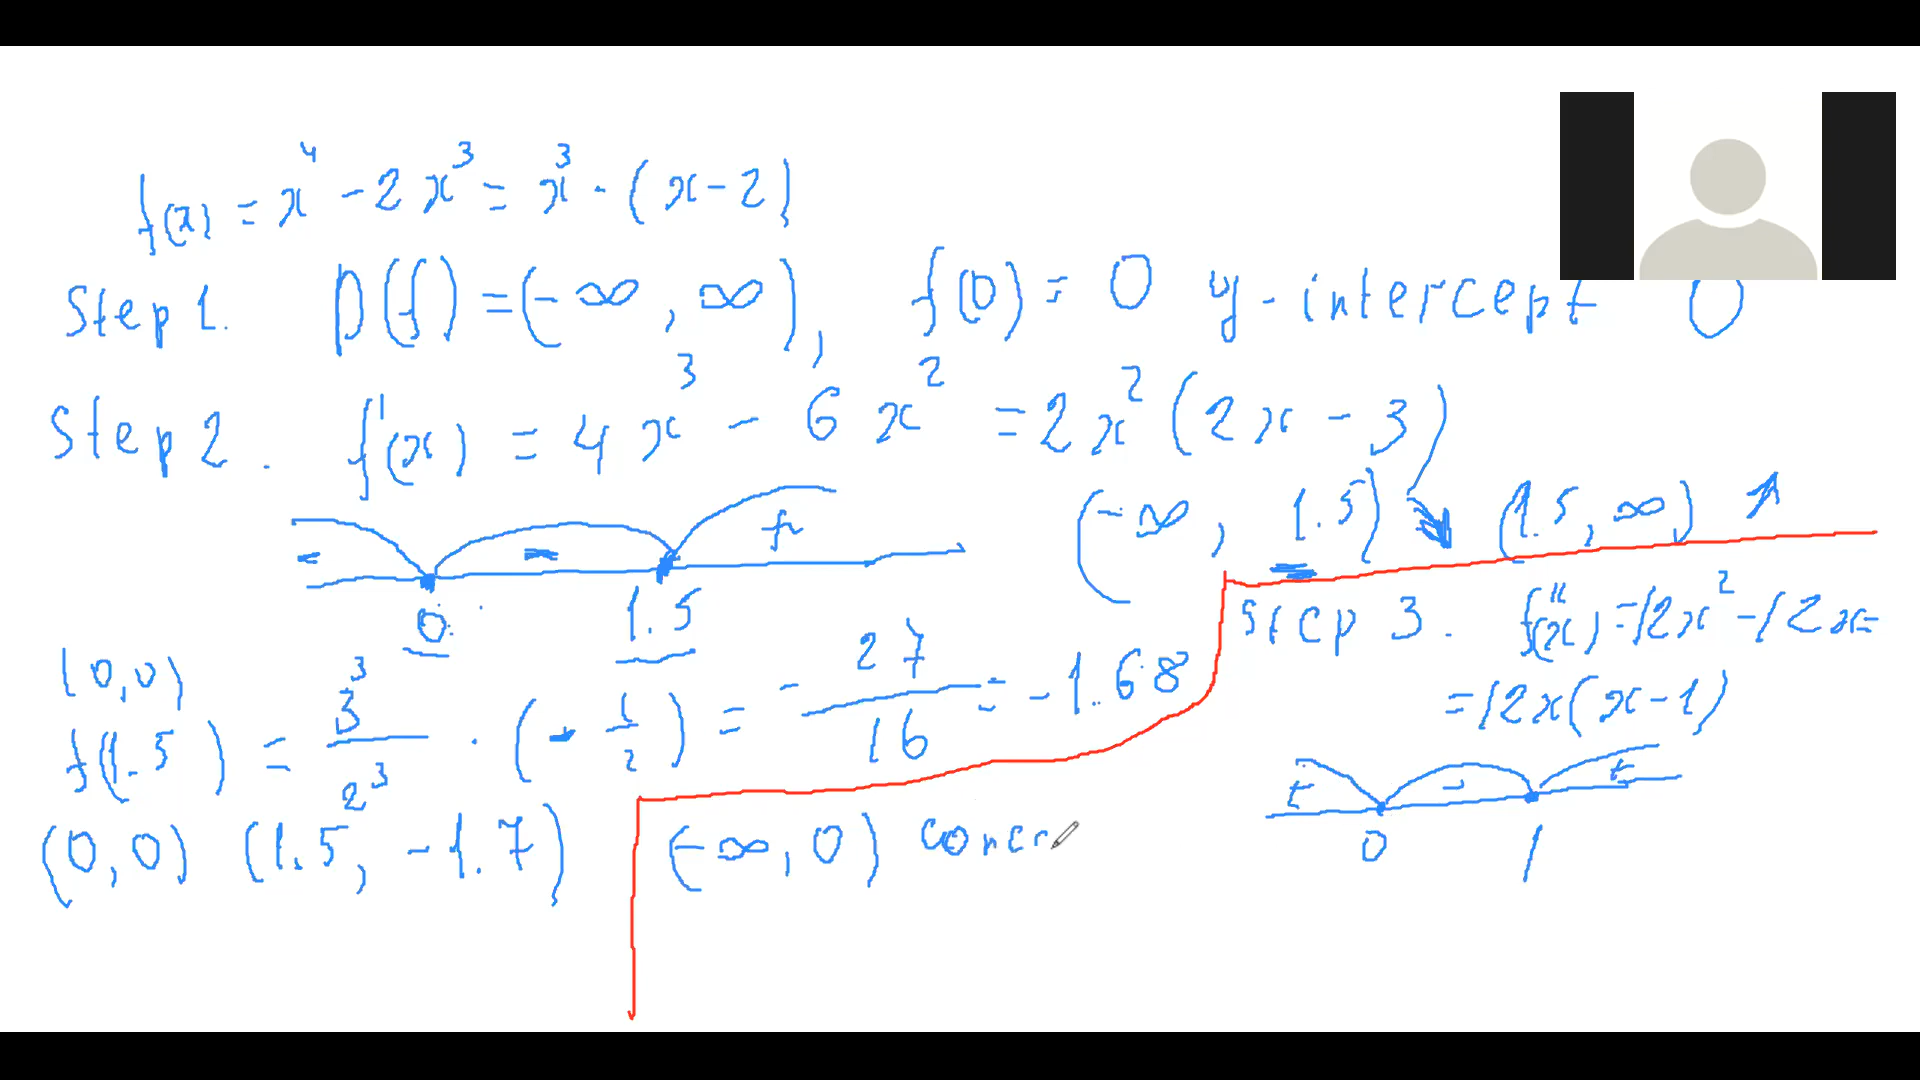 f(x) = x⁴ - 2x³ = x³ · (x - 2)
Step 1. D(f) = (-∞, ∞), f(0) = 0 y-intercept 0
Step 2. f'(x) = 4x³ - 6x² = 2x²(2x - 3)
(-∞, 1.5) ↘ (1.5, ∞) ↗
- - +
0 1.5
(0,0)
f(1.5) = 3³/2³ · (-1/2) = -27/16 = -1.68
(0,0) (1.5, -1.7)
Step 3. f''(x) = 12x² - 12x =
= 12x(x - 1)
+ - +
0 1
(-∞, 0) conc